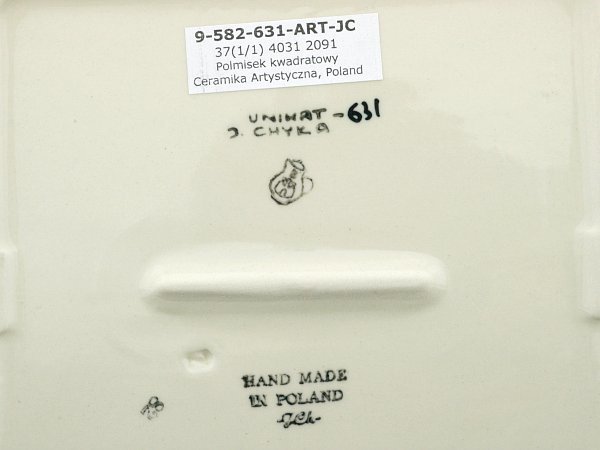 9-582-631-ART-JC
37(1/1) 4031 2091
Polmisek kwadratowy
Ceramika Artystyczna, Poland
UNIKAT-631
J. CHYKA
HAND MADE
IN POLAND
-JCh-